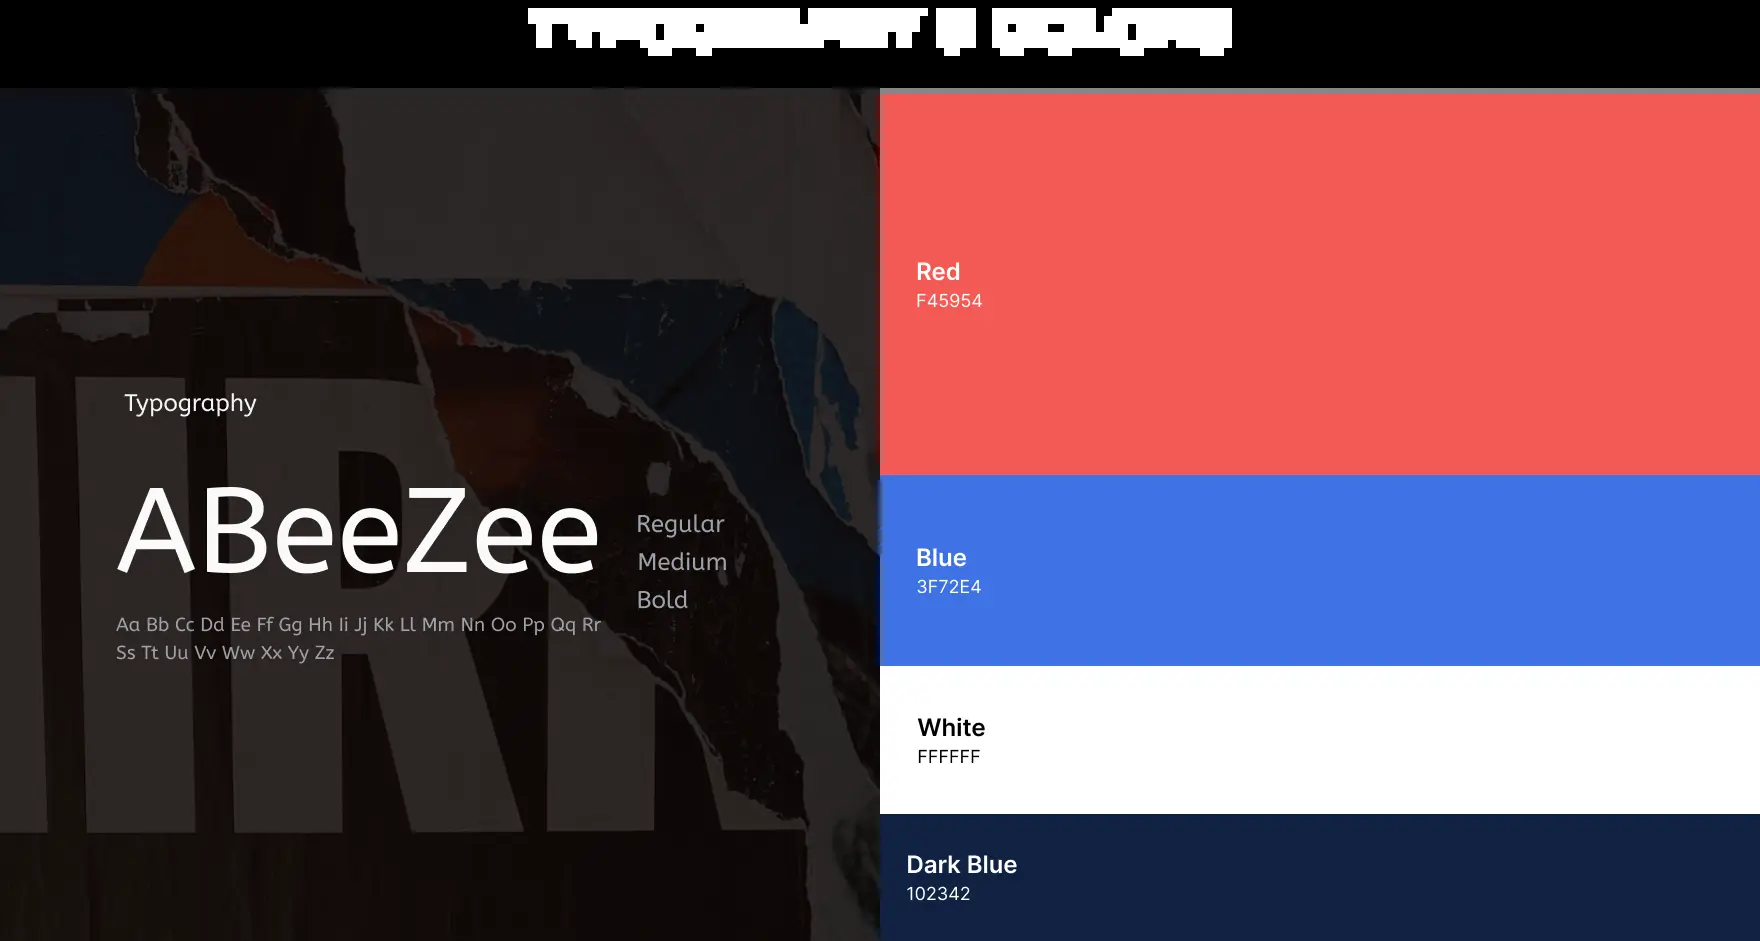 TYPOGRAPHY & COLORS
Typography
ABeeZee
Regular
Medium
Bold
Aa Bb Cc Dd Ee Ff Gg Hh Ii Jj Kk Ll Mm Nn Oo Pp Qq Rr
Ss Tt Uu Vv Ww Xx Yy Zz
Red
F45954
Blue
3F72E4
White
FFFFFF
Dark Blue
102342